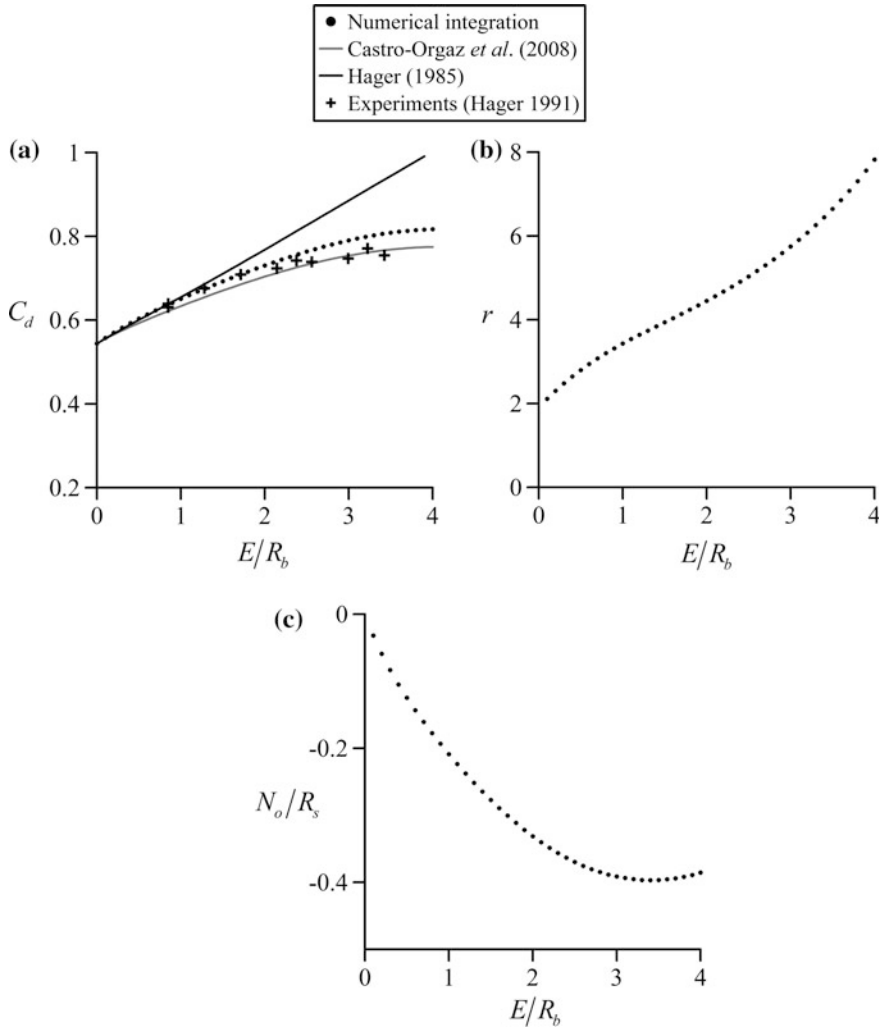 Numerical integration
Castro-Orgaz et al. (2008)
Hager (1985)
Experiments (Hager 1991)
(a)
1
0.8
C_d
0.6
0.4
0.2
0
1
2
3
4
E/R_b
(b)
8
6
r
4
2
0
0
1
2
3
4
E/R_b
(c)
0
-0.2
N_o/R_s
-0.4
0
1
2
3
4
E/R_b